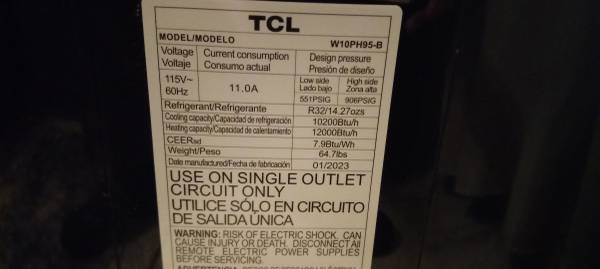 TCL
MODEL/MODELO W10PH95-B
Voltage Current consumption Design pressure
Voltaje Consumo actual Presión de diseño
115V~ 60Hz 11.0A Low side High side
Lado bajo Zona alta
551PSIG 906PSIG
Refrigerant/Refrigerante R32/14.27ozs
Cooling capacity/Capacidad de refrigeración 10200Btu/h
Heating capacity/Capacidad de calentamiento 12000Btu/h
CEERsd 7.9Btu/Wh
Weight/Peso 64.7lbs
Date manufactured/Fecha de fabricación 01/2023
USE ON SINGLE OUTLET
CIRCUIT ONLY
UTILICE SÓLO EN CIRCUITO
DE SALIDA ÚNICA
WARNING: RISK OF ELECTRIC SHOCK. CAN
CAUSE INJURY OR DEATH. DISCONNECT All
REMOTE ELECTRIC POWER SUPPLIES
BEFORE SERVICING.